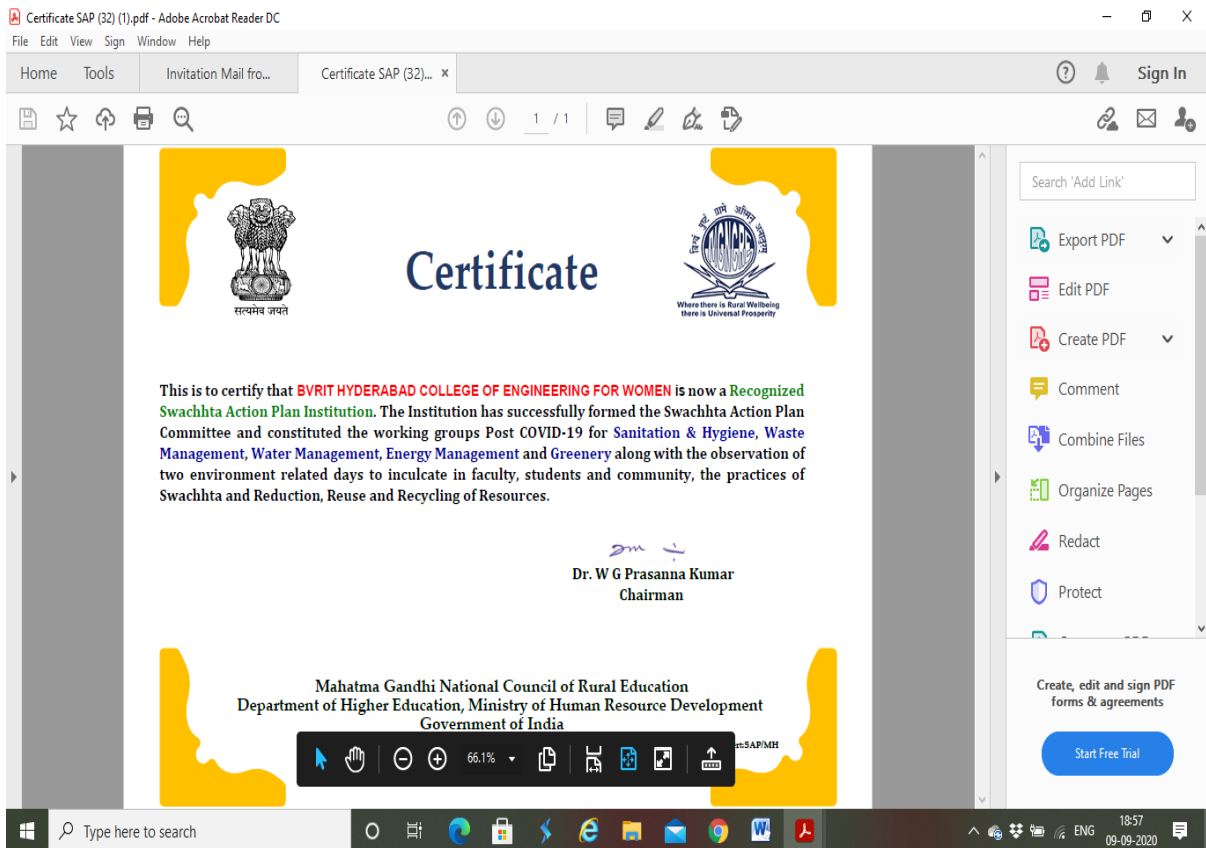 Certificate SAP (32) (1).pdf - Adobe Acrobat Reader DC
File Edit View Sign Window Help
Home Tools Invitation Mail fro... Certificate SAP (32)... x
? Sign In
1 / 1
Search 'Add Link'
Export PDF
Edit PDF
Create PDF
Comment
Combine Files
Organize Pages
Redact
Protect
Create, edit and sign PDF
forms & agreements
Start Free Trial
सत्यमेव जयते
Certificate
MGNCRE
Where there is Rural Wellbeing
there is Universal Prosperity
This is to certify that BVRIT HYDERABAD COLLEGE OF ENGINEERING FOR WOMEN is now a Recognized
Swachhta Action Plan Institution. The Institution has successfully formed the Swachhta Action Plan
Committee and constituted the working groups Post COVID-19 for Sanitation & Hygiene, Waste
Management, Water Management, Energy Management and Greenery along with the observation of
two environment related days to inculcate in faculty, students and community, the practices of
Swachhta and Reduction, Reuse and Recycling of Resources.
Dr. W G Prasanna Kumar
Chairman
Mahatma Gandhi National Council of Rural Education
Department of Higher Education, Ministry of Human Resource Development
Government of India
rt:SAP/MH
66.1%
Type here to search
ENG
18:57
09-09-2020